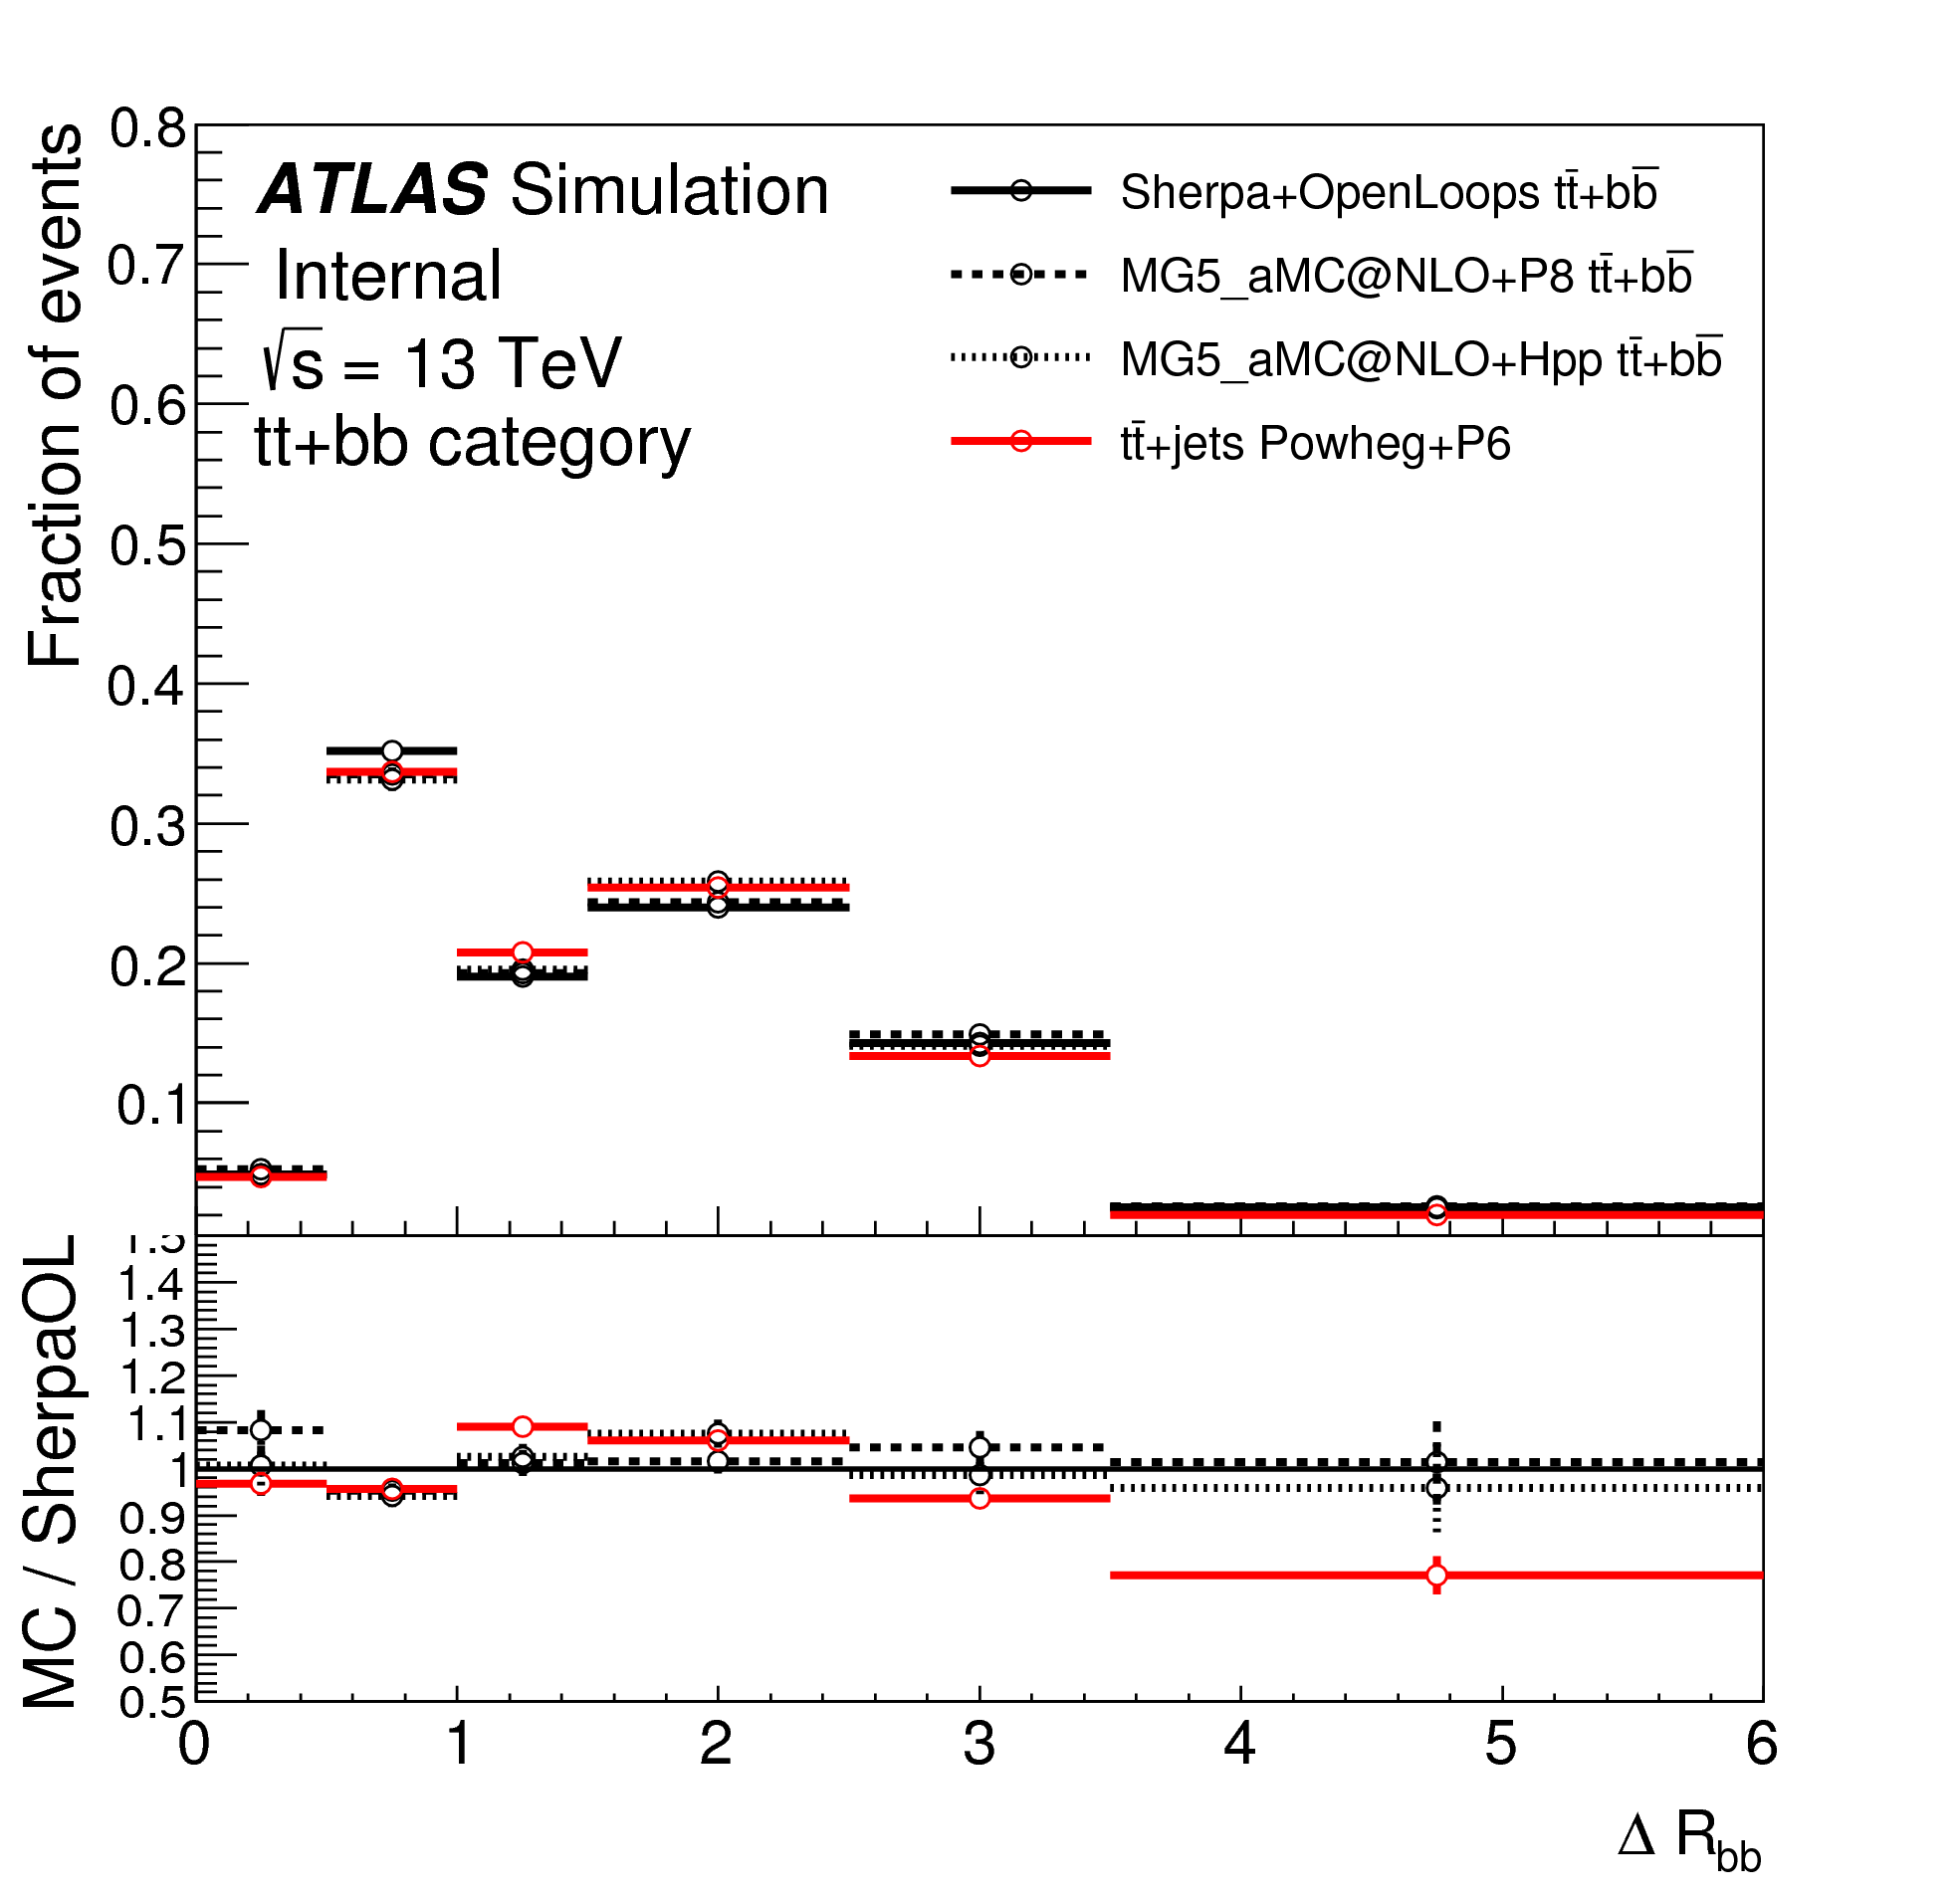 0.8
0.7
0.6
0.5
0.4
0.3
0.2
0.1
Fraction of events
ATLAS Simulation
Internal
√s = 13 TeV
tt+bb category
Sherpa+OpenLoops tt̄+bb̄
MG5_aMC@NLO+P8 tt̄+bb̄
MG5_aMC@NLO+Hpp tt̄+bb̄
tt̄+jets Powheg+P6
1.5
1.4
1.3
1.2
1.1
1
0.9
0.8
0.7
0.6
0.5
MC / SherpaOL
0 1 2 3 4 5 6
Δ R_bb